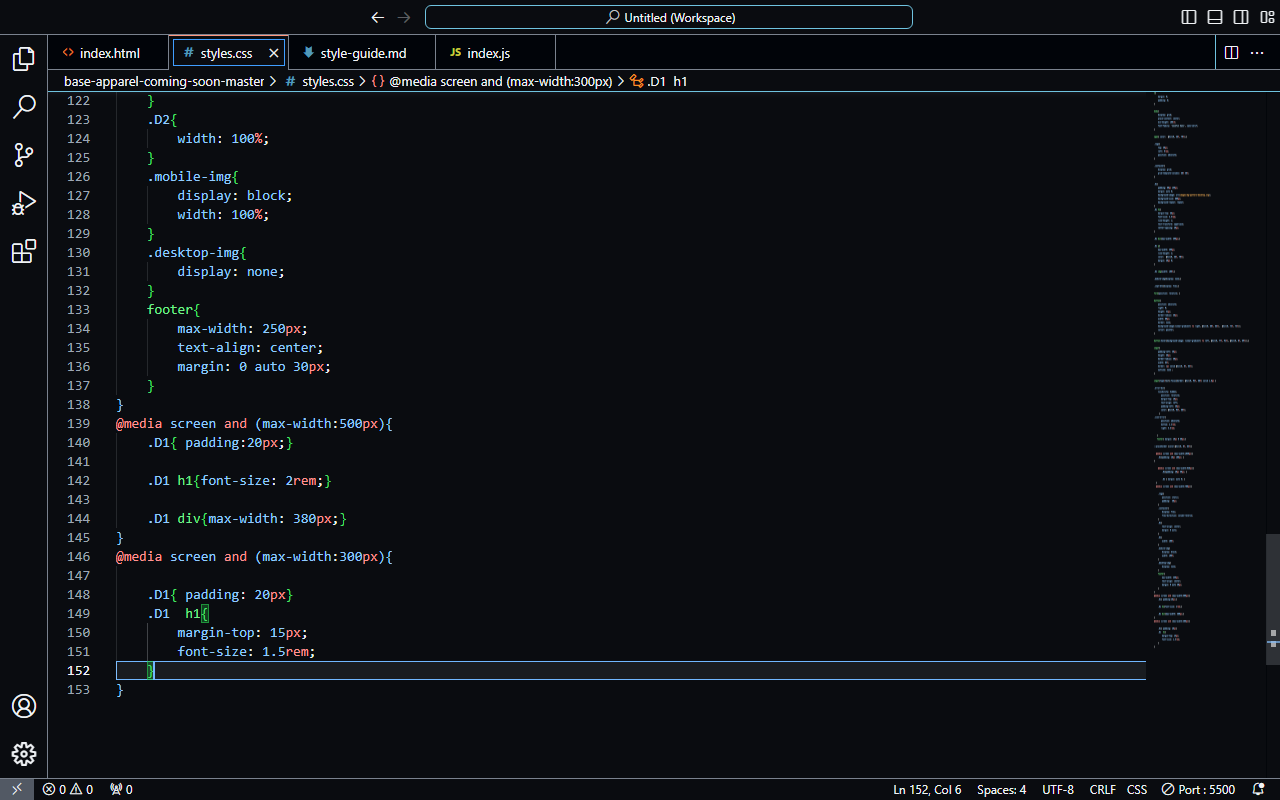 Untitled (Workspace)
index.html
styles.css
style-guide.md
JS index.js
base-apparel-coming-soon-master > # styles.css > {} @media screen and (max-width:300px) > .D1 h1
122 }
123 .D2{
124 width: 100%;
125 }
126 .mobile-img{
127 display: block;
128 width: 100%;
129 }
130 .desktop-img{
131 display: none;
132 }
133 footer{
134 max-width: 250px;
135 text-align: center;
136 margin: 0 auto 30px;
137 }
138 }
139 @media screen and (max-width:500px){
140 .D1{ padding:20px;}
141
142 .D1 h1{font-size: 2rem;}
143
144 .D1 div{max-width: 380px;}
145 }
146 @media screen and (max-width:300px){
147
148 .D1{ padding: 20px}
149 .D1  h1{
150 margin-top: 15px;
151 font-size: 1.5rem;
152 }
153 }
0 0 0 Ln 152, Col 6 Spaces: 4 UTF-8 CRLF CSS Port : 5500